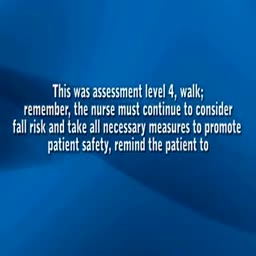 This was assessment level 4, walk;
remember, the nurse must continue to consider
fall risk and take all necessary measures to promote
patient safety, remind the patient to